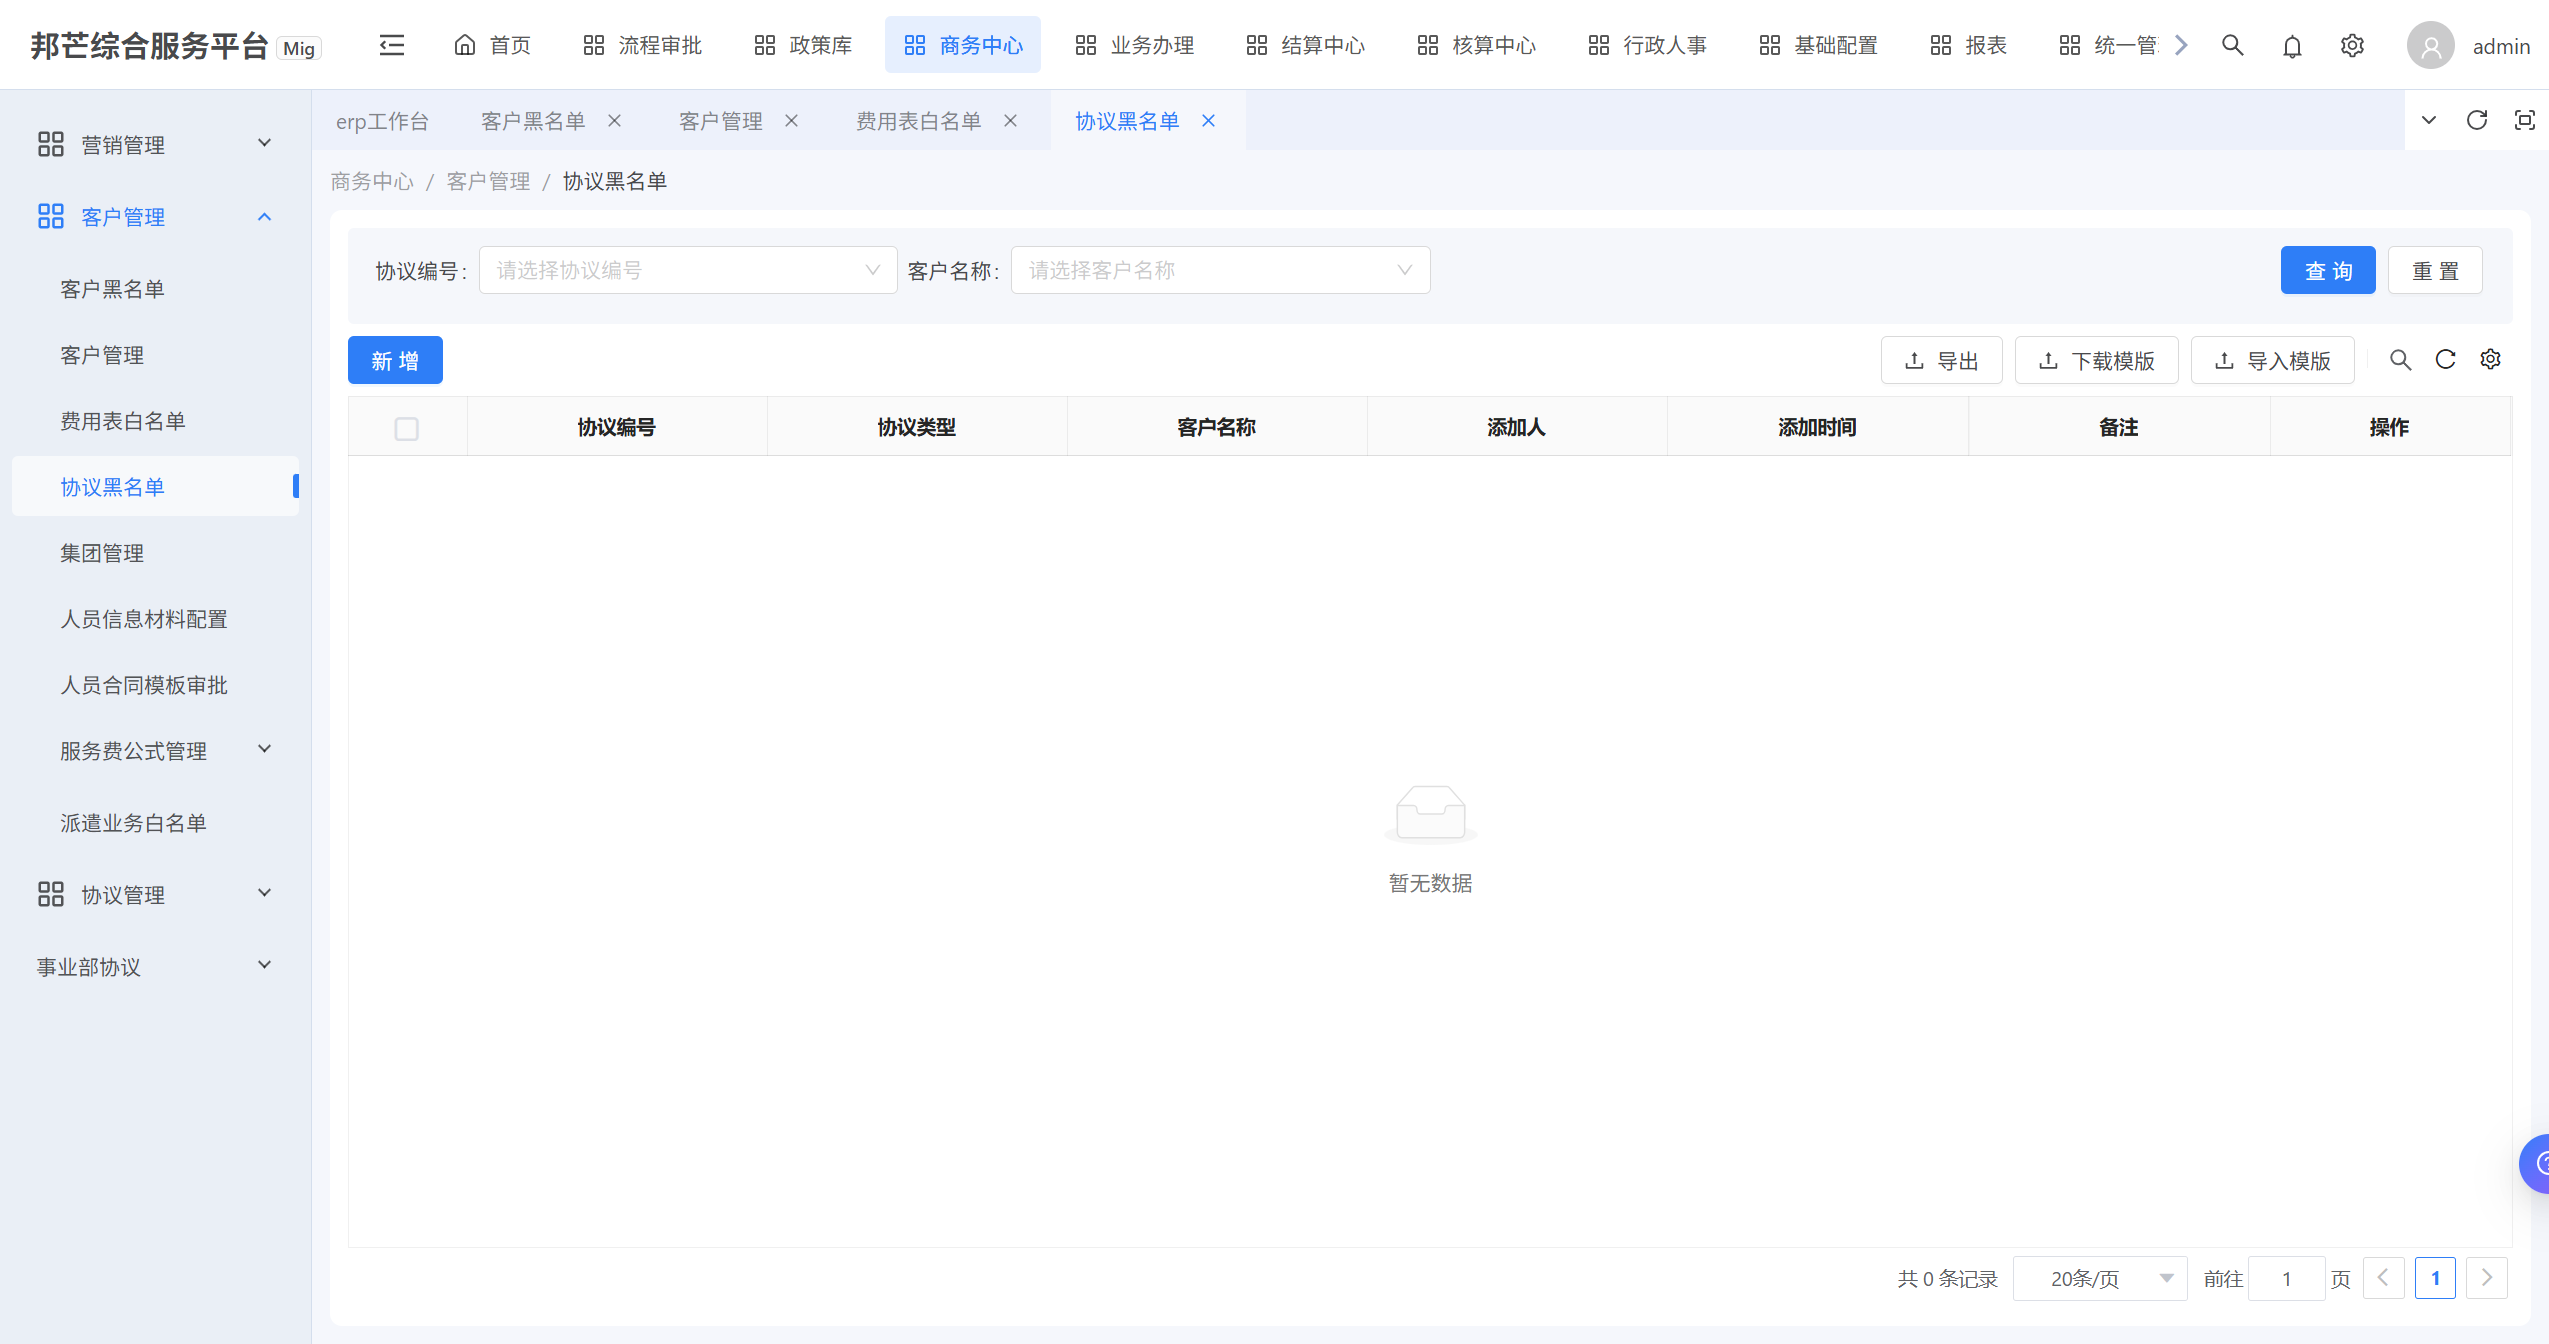 邦芒综合服务平台 Mig 首页 流程审批 政策库 商务中心 业务办理 结算中心 核算中心 行政人事 基础配置 报表 统一管 admin
erp工作台 客户黑名单 客户管理 费用表白名单 协议黑名单
商务中心 / 客户管理 / 协议黑名单
营销管理
客户管理
客户黑名单
客户管理
费用表白名单
协议黑名单
集团管理
人员信息材料配置
人员合同模板审批
服务费公式管理
派遣业务白名单
协议管理
事业部协议
协议编号: 请选择协议编号 客户名称: 请选择客户名称 查询 重置
新增 导出 下载模版 导入模版
协议编号 协议类型 客户名称 添加人 添加时间 备注 操作
暂无数据
共 0 条记录 20条/页 前往 1 页 1